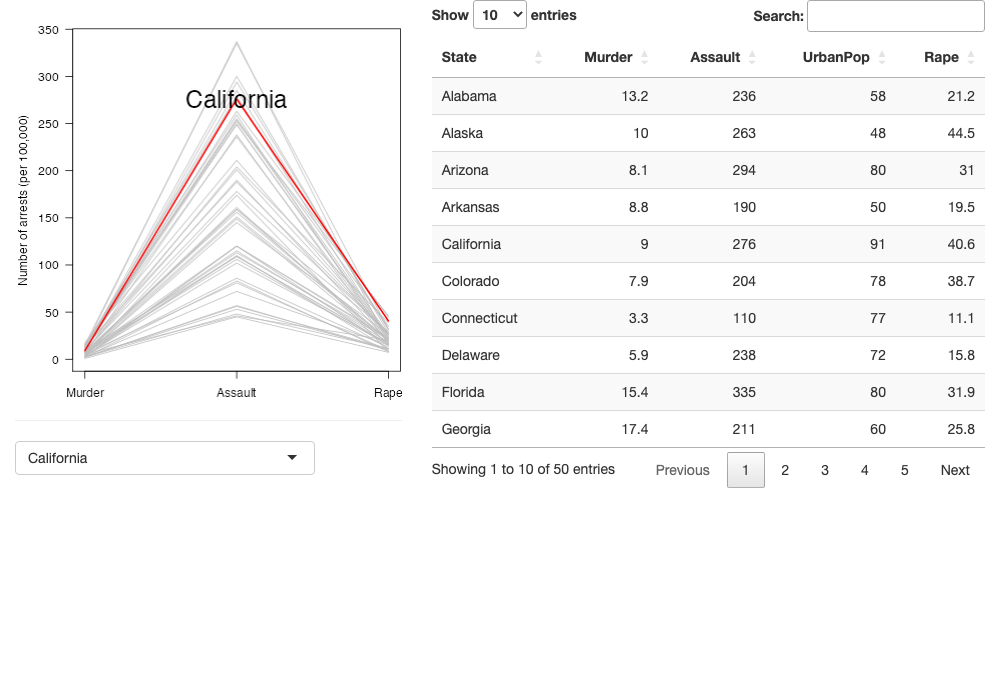 350
300
250
200
150
100
50
0
Number of arrests (per 100,000)
California
Murder Assault Rape
California
Show 10 entries
Search:
State Murder Assault UrbanPop Rape
Alabama 13.2 236 58 21.2
Alaska 10 263 48 44.5
Arizona 8.1 294 80 31
Arkansas 8.8 190 50 19.5
California 9 276 91 40.6
Colorado 7.9 204 78 38.7
Connecticut 3.3 110 77 11.1
Delaware 5.9 238 72 15.8
Florida 15.4 335 80 31.9
Georgia 17.4 211 60 25.8
Showing 1 to 10 of 50 entries
Previous 1 2 3 4 5 Next